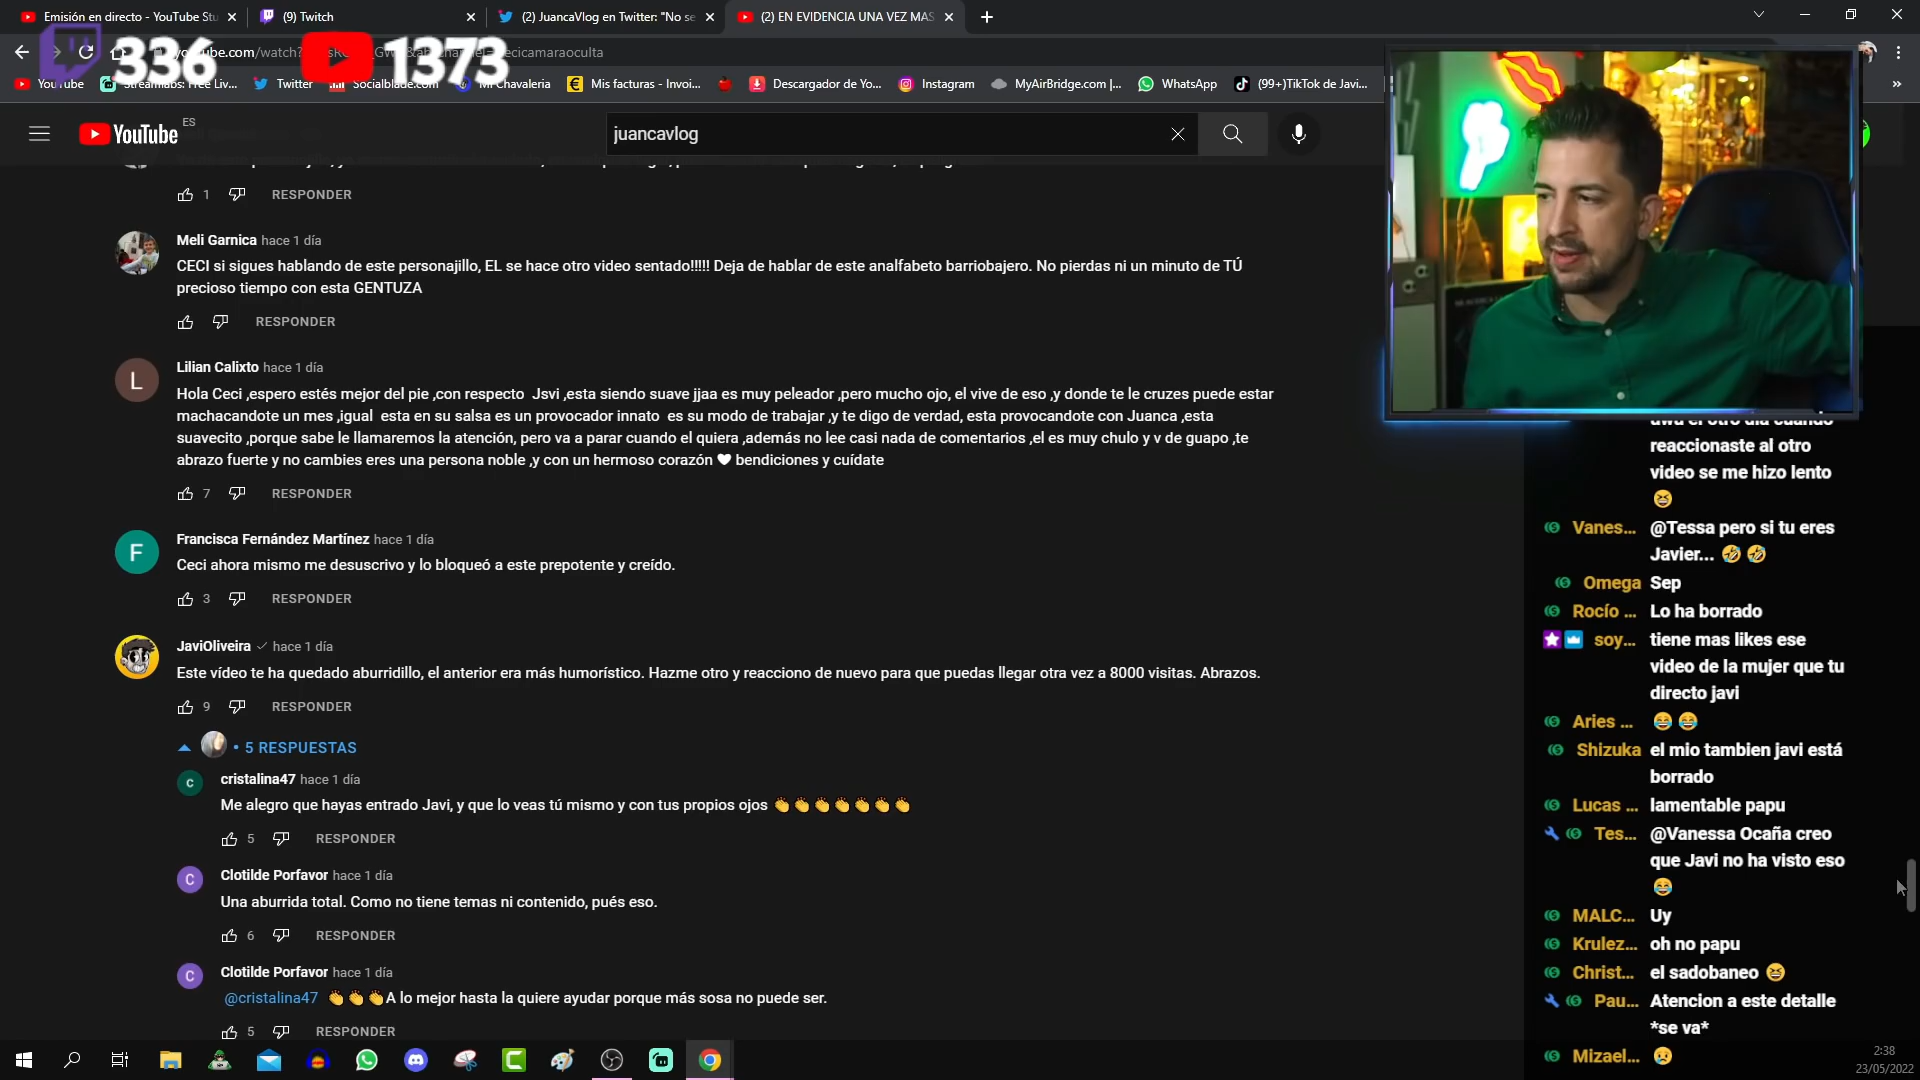 Emisión en directo - YouTube Stu
(9) Twitch
(2) JuancaVlog en Twitter: "No se
(2) EN EVIDENCIA UNA VEZ MAS
336
1373
YouTube
Streamlabs: Free Liv...
Twitter
Socialblade.com
Mi Chavaleria
Mis facturas - Invoi...
Descargador de Yo...
Instagram
MyAirBridge.com |...
WhatsApp
(99+)TikTok de Javi...
YouTube ES
juancavlog
1 RESPONDER
Meli Garnica hace 1 día
CECI si sigues hablando de este personajillo, EL se hace otro video sentado!!!!! Deja de hablar de este analfabeto barriobajero. No pierdas ni un minuto de TÚ
precioso tiempo con esta GENTUZA
RESPONDER
Lilian Calixto hace 1 día
Hola Ceci ,espero estés mejor del pie ,con respecto Jsvi ,esta siendo suave jjaa es muy peleador ,pero mucho ojo, el vive de eso ,y donde te le cruzes puede estar
machacandote un mes ,igual esta en su salsa es un provocador innato es su modo de trabajar ,y te digo de verdad, esta provocandote con Juanca ,esta
suavecito ,porque sabe le llamaremos la atención, pero va a parar cuando el quiera ,además no lee casi nada de comentarios ,el es muy chulo y v de guapo ,te
abrazo fuerte y no cambies eres una persona noble ,y con un hermoso corazón 🤍 bendiciones y cuídate
7 RESPONDER
Francisca Fernández Martínez hace 1 día
Ceci ahora mismo me desuscrivo y lo bloqueó a este prepotente y creído.
3 RESPONDER
JaviOliveira hace 1 día
Este vídeo te ha quedado aburridillo, el anterior era más humorístico. Hazme otro y reacciono de nuevo para que puedas llegar otra vez a 8000 visitas. Abrazos.
9 RESPONDER
• 5 RESPUESTAS
cristalina47 hace 1 día
Me alegro que hayas entrado Javi, y que lo veas tú mismo y con tus propios ojos 👏👏👏👏👏👏👏
5 RESPONDER
Clotilde Porfavor hace 1 día
Una aburrida total. Como no tiene temas ni contenido, pués eso.
6 RESPONDER
Clotilde Porfavor hace 1 día
@cristalina47 👏👏👏A lo mejor hasta la quiere ayudar porque más sosa no puede ser.
5 RESPONDER
reaccionaste al otro
video se me hizo lento
😆
Vanes... @Tessa pero si tu eres
Javier... 🤣🤣
Omega Sep
Rocío ... Lo ha borrado
soy... tiene mas likes ese
video de la mujer que tu
directo javi
Aries ... 😂😂
Shizuka el mio tambien javi está
borrado
Lucas ... lamentable papu
Tes... @Vanessa Ocaña creo
que Javi no ha visto eso
😂
MALC... Uy
Krulez... oh no papu
Christ... el sadobaneo 😆
Pau... Atencion a este detalle
*se va*
Mizael... 😢
2:38
23/05/2022